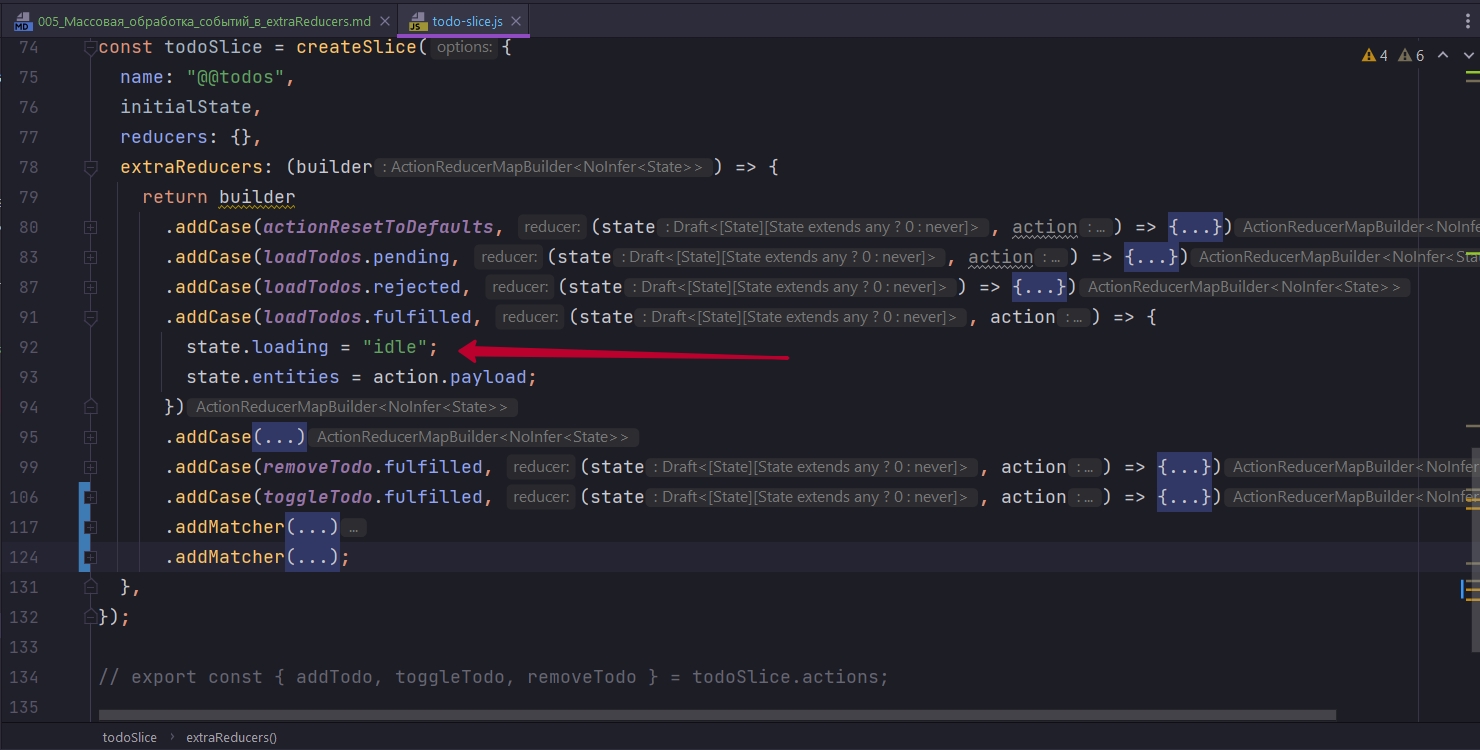 005_Массовая_обработка_событий_в_extraReducers.md
todo-slice.js
74 const todoSlice = createSlice( options: {
4 6
75 name: "@@todos",
76 initialState,
77 reducers: {},
78 extraReducers: (builder : ActionReducerMapBuilder<NoInfer<State>> ) => {
79 return builder
80 .addCase(actionResetToDefaults, reducer: (state : Draft<[State][State extends any ? 0 : never]> , action : ... ) => {...}) ActionReducerMapBuilder<NoInfe
83 .addCase(loadTodos.pending, reducer: (state : Draft<[State][State extends any ? 0 : never]> , action : ... ) => {...}) ActionReducerMapBuilder<NoInfer<Sta
87 .addCase(loadTodos.rejected, reducer: (state : Draft<[State][State extends any ? 0 : never]> ) => {...}) ActionReducerMapBuilder<NoInfer<State>>
91 .addCase(loadTodos.fulfilled, reducer: (state : Draft<[State][State extends any ? 0 : never]> , action : ... ) => {
92 state.loading = "idle";
93 state.entities = action.payload;
94 }) ActionReducerMapBuilder<NoInfer<State>>
95 .addCase(...) ActionReducerMapBuilder<NoInfer<State>>
99 .addCase(removeTodo.fulfilled, reducer: (state : Draft<[State][State extends any ? 0 : never]> , action : ... ) => {...}) ActionReducerMapBuilder<NoInfer
106 .addCase(toggleTodo.fulfilled, reducer: (state : Draft<[State][State extends any ? 0 : never]> , action : ... ) => {...}) ActionReducerMapBuilder<NoInfer
117 .addMatcher(...) ...
124 .addMatcher(...);
131 },
132 });
133
134 // export const { addTodo, toggleTodo, removeTodo } = todoSlice.actions;
135
todoSlice › extraReducers()